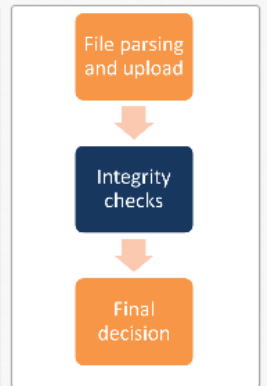 File parsing
and upload
Integrity
checks
Final
decision